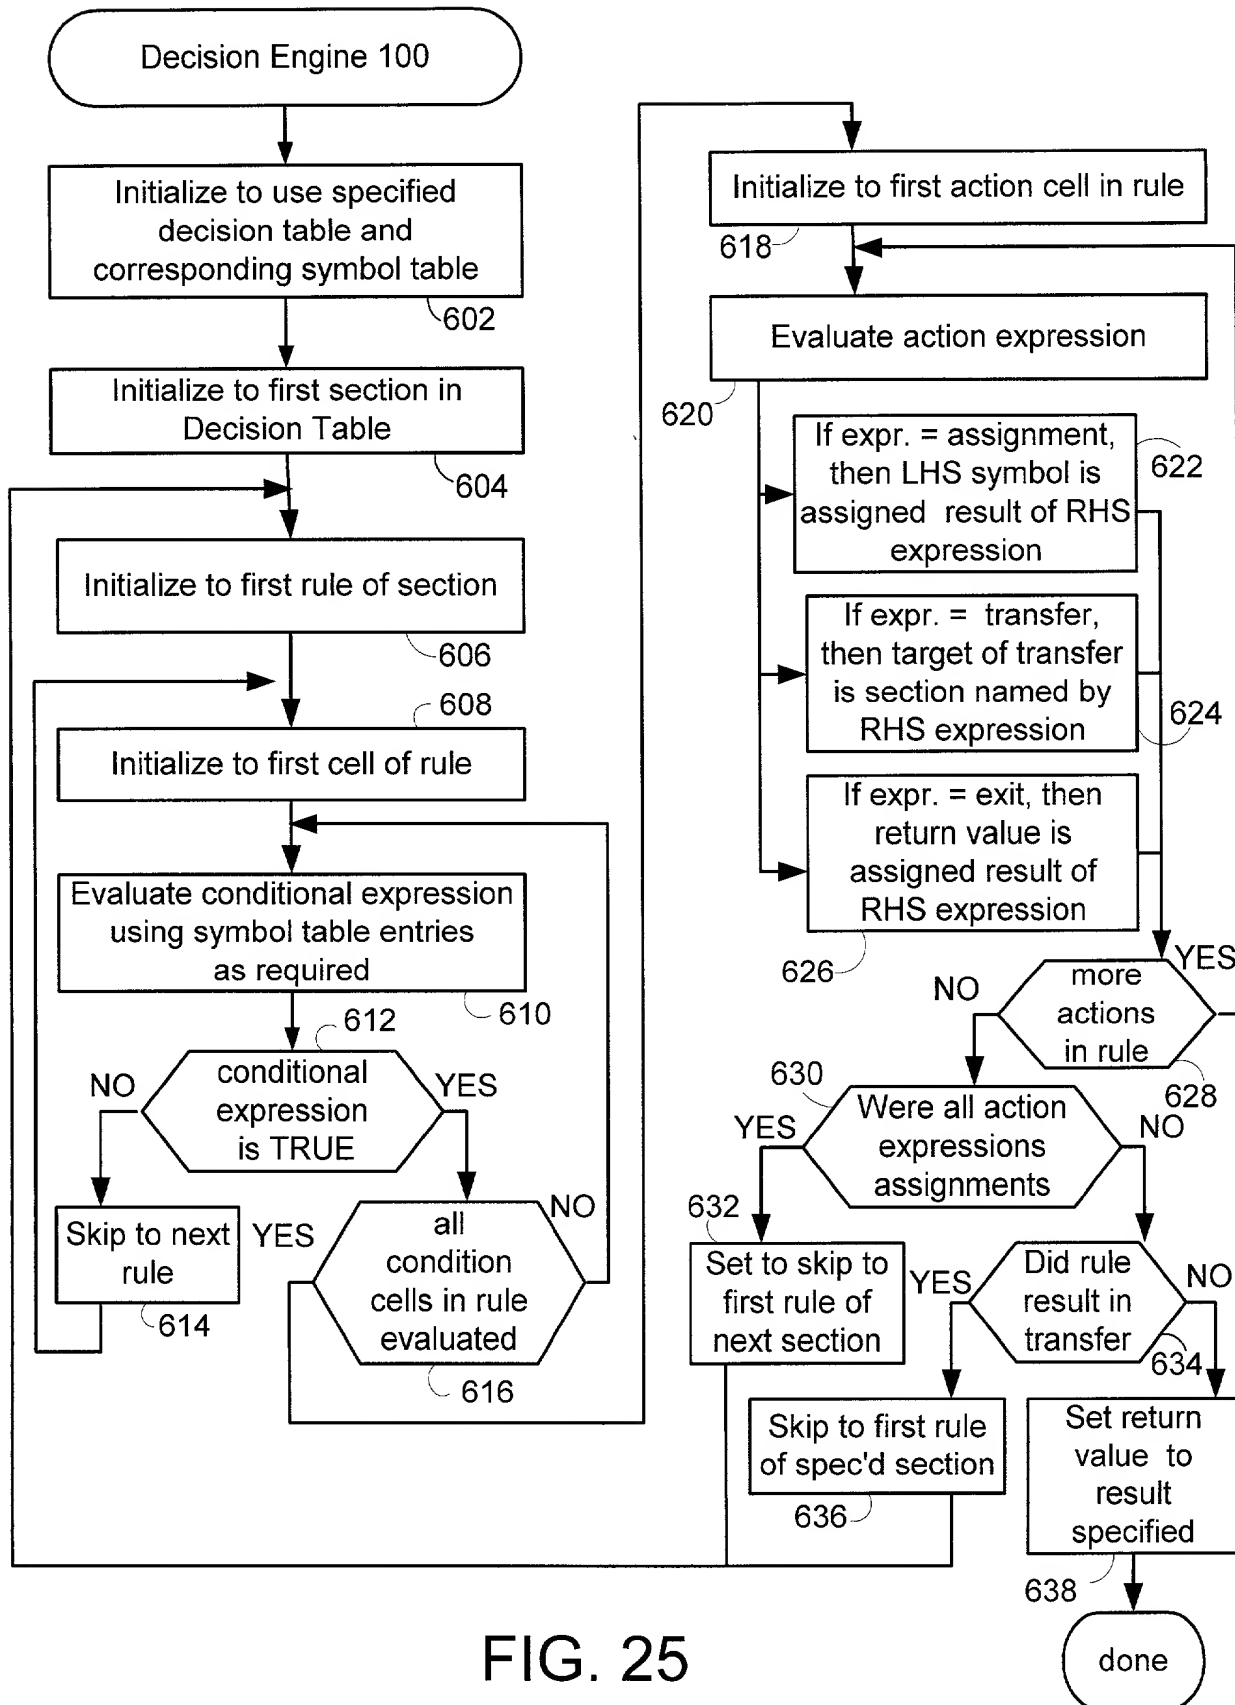 Decision Engine 100
Initialize to use specified
decision table and
corresponding symbol table
602
Initialize to first section in
Decision Table
604
Initialize to first rule of section
606
608
Initialize to first cell of rule
Evaluate conditional expression
using symbol table entries
as required
610
612
conditional
expression
is TRUE
NO
YES
Skip to next
rule
614
YES
all
condition
cells in rule
evaluated
NO
616
Initialize to first action cell in rule
618
Evaluate action expression
620
If expr. = assignment,
then LHS symbol is
assigned result of RHS
expression
622
If expr. = transfer,
then target of transfer
is section named by
RHS expression
624
If expr. = exit, then
return value is
assigned result of
RHS expression
626
YES
NO
more
actions
in rule
628
630
Were all action
expressions
assignments
YES
NO
632
Set to skip to
first rule of
next section
YES
Did rule
result in
transfer
NO
634
Skip to first rule
of spec'd section
636
Set return
value to
result
specified
638
done
FIG. 25